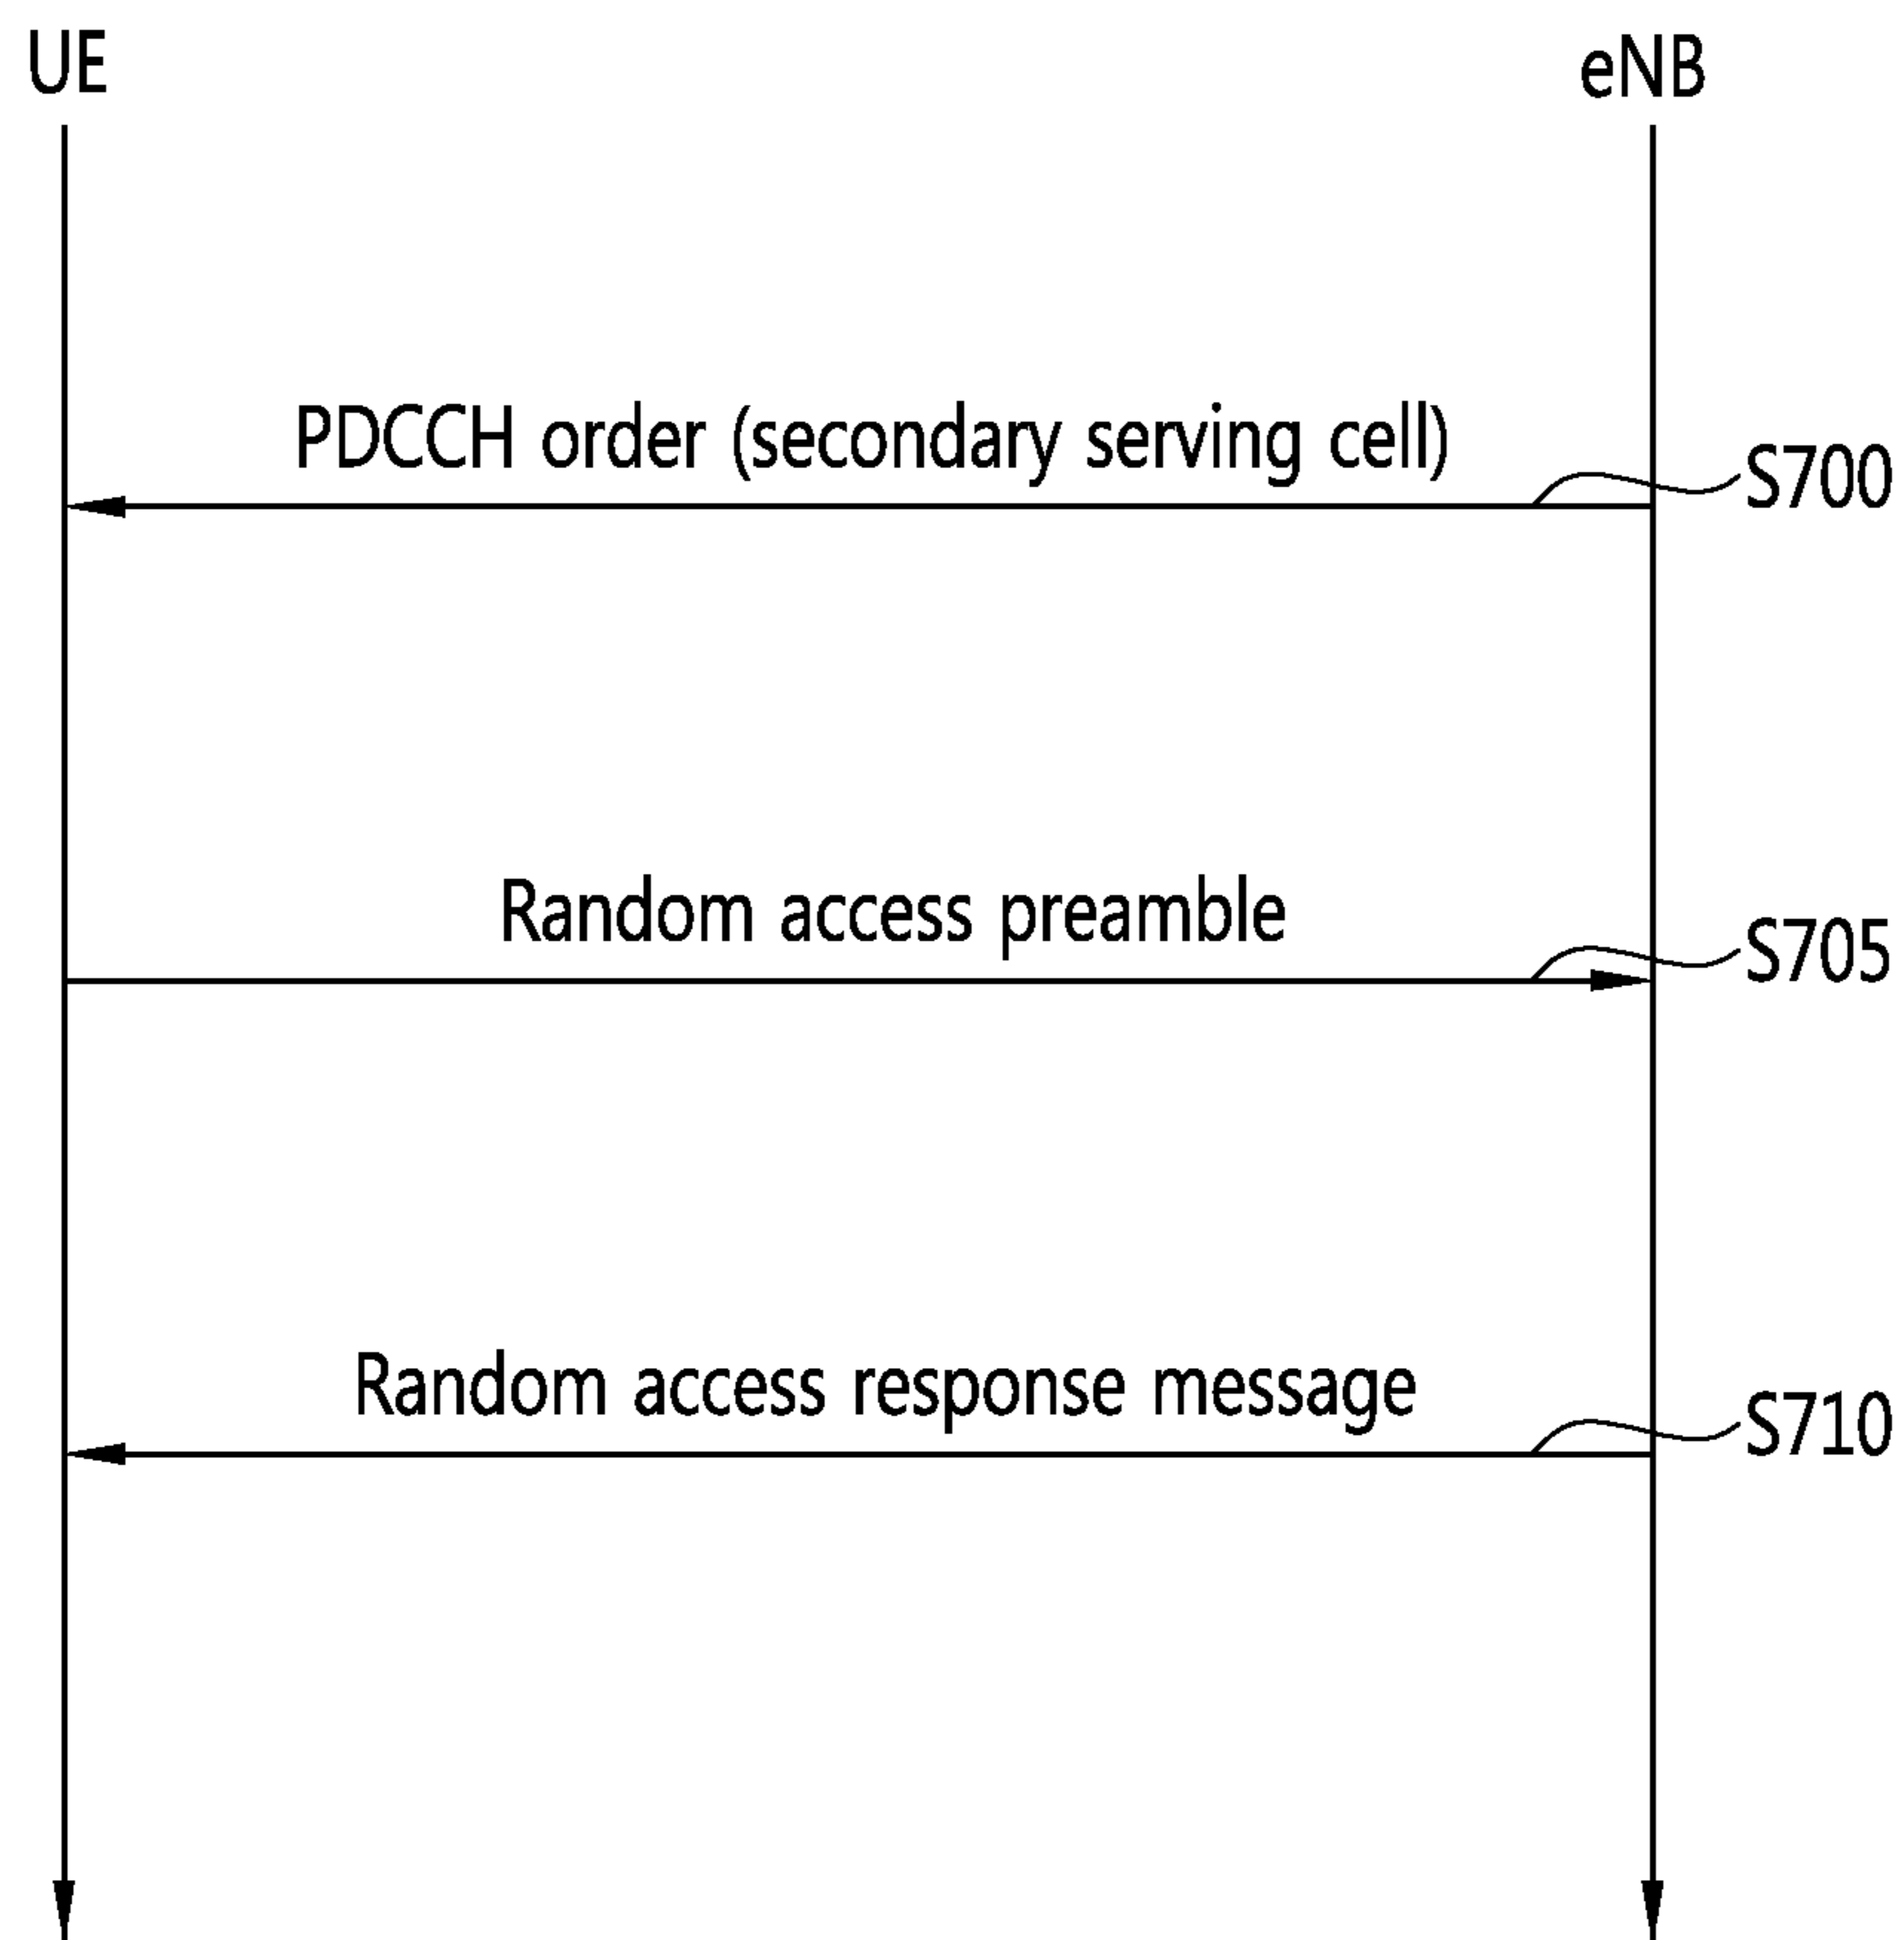 UE
eNB
PDCCH order (secondary serving cell)
S700
Random access preamble
S705
Random access response message
S710